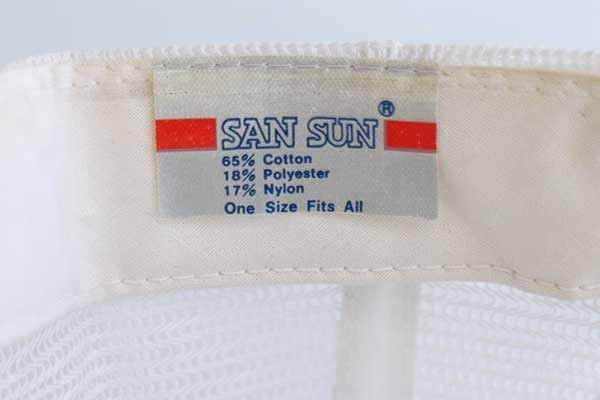 SAN SUN®
65% Cotton
18% Polyester
17% Nylon
One Size Fits All